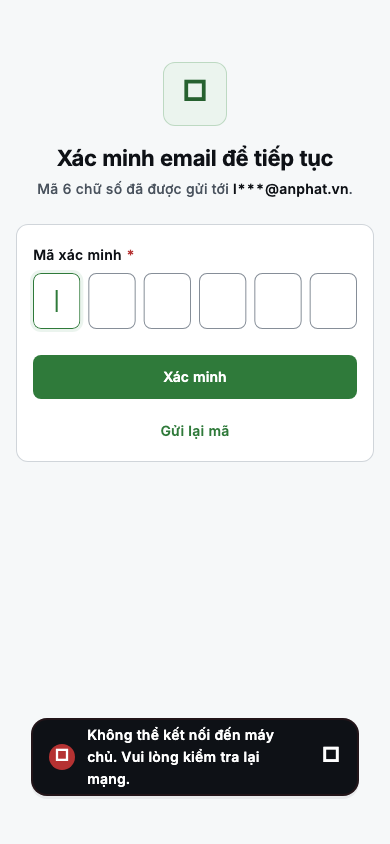 Xác minh email để tiếp tục
Mã 6 chữ số đã được gửi tới l***@anphat.vn.
Mã xác minh *
Xác minh
Gửi lại mã
Không thể kết nối đến máy
chủ. Vui lòng kiểm tra lại
mạng.